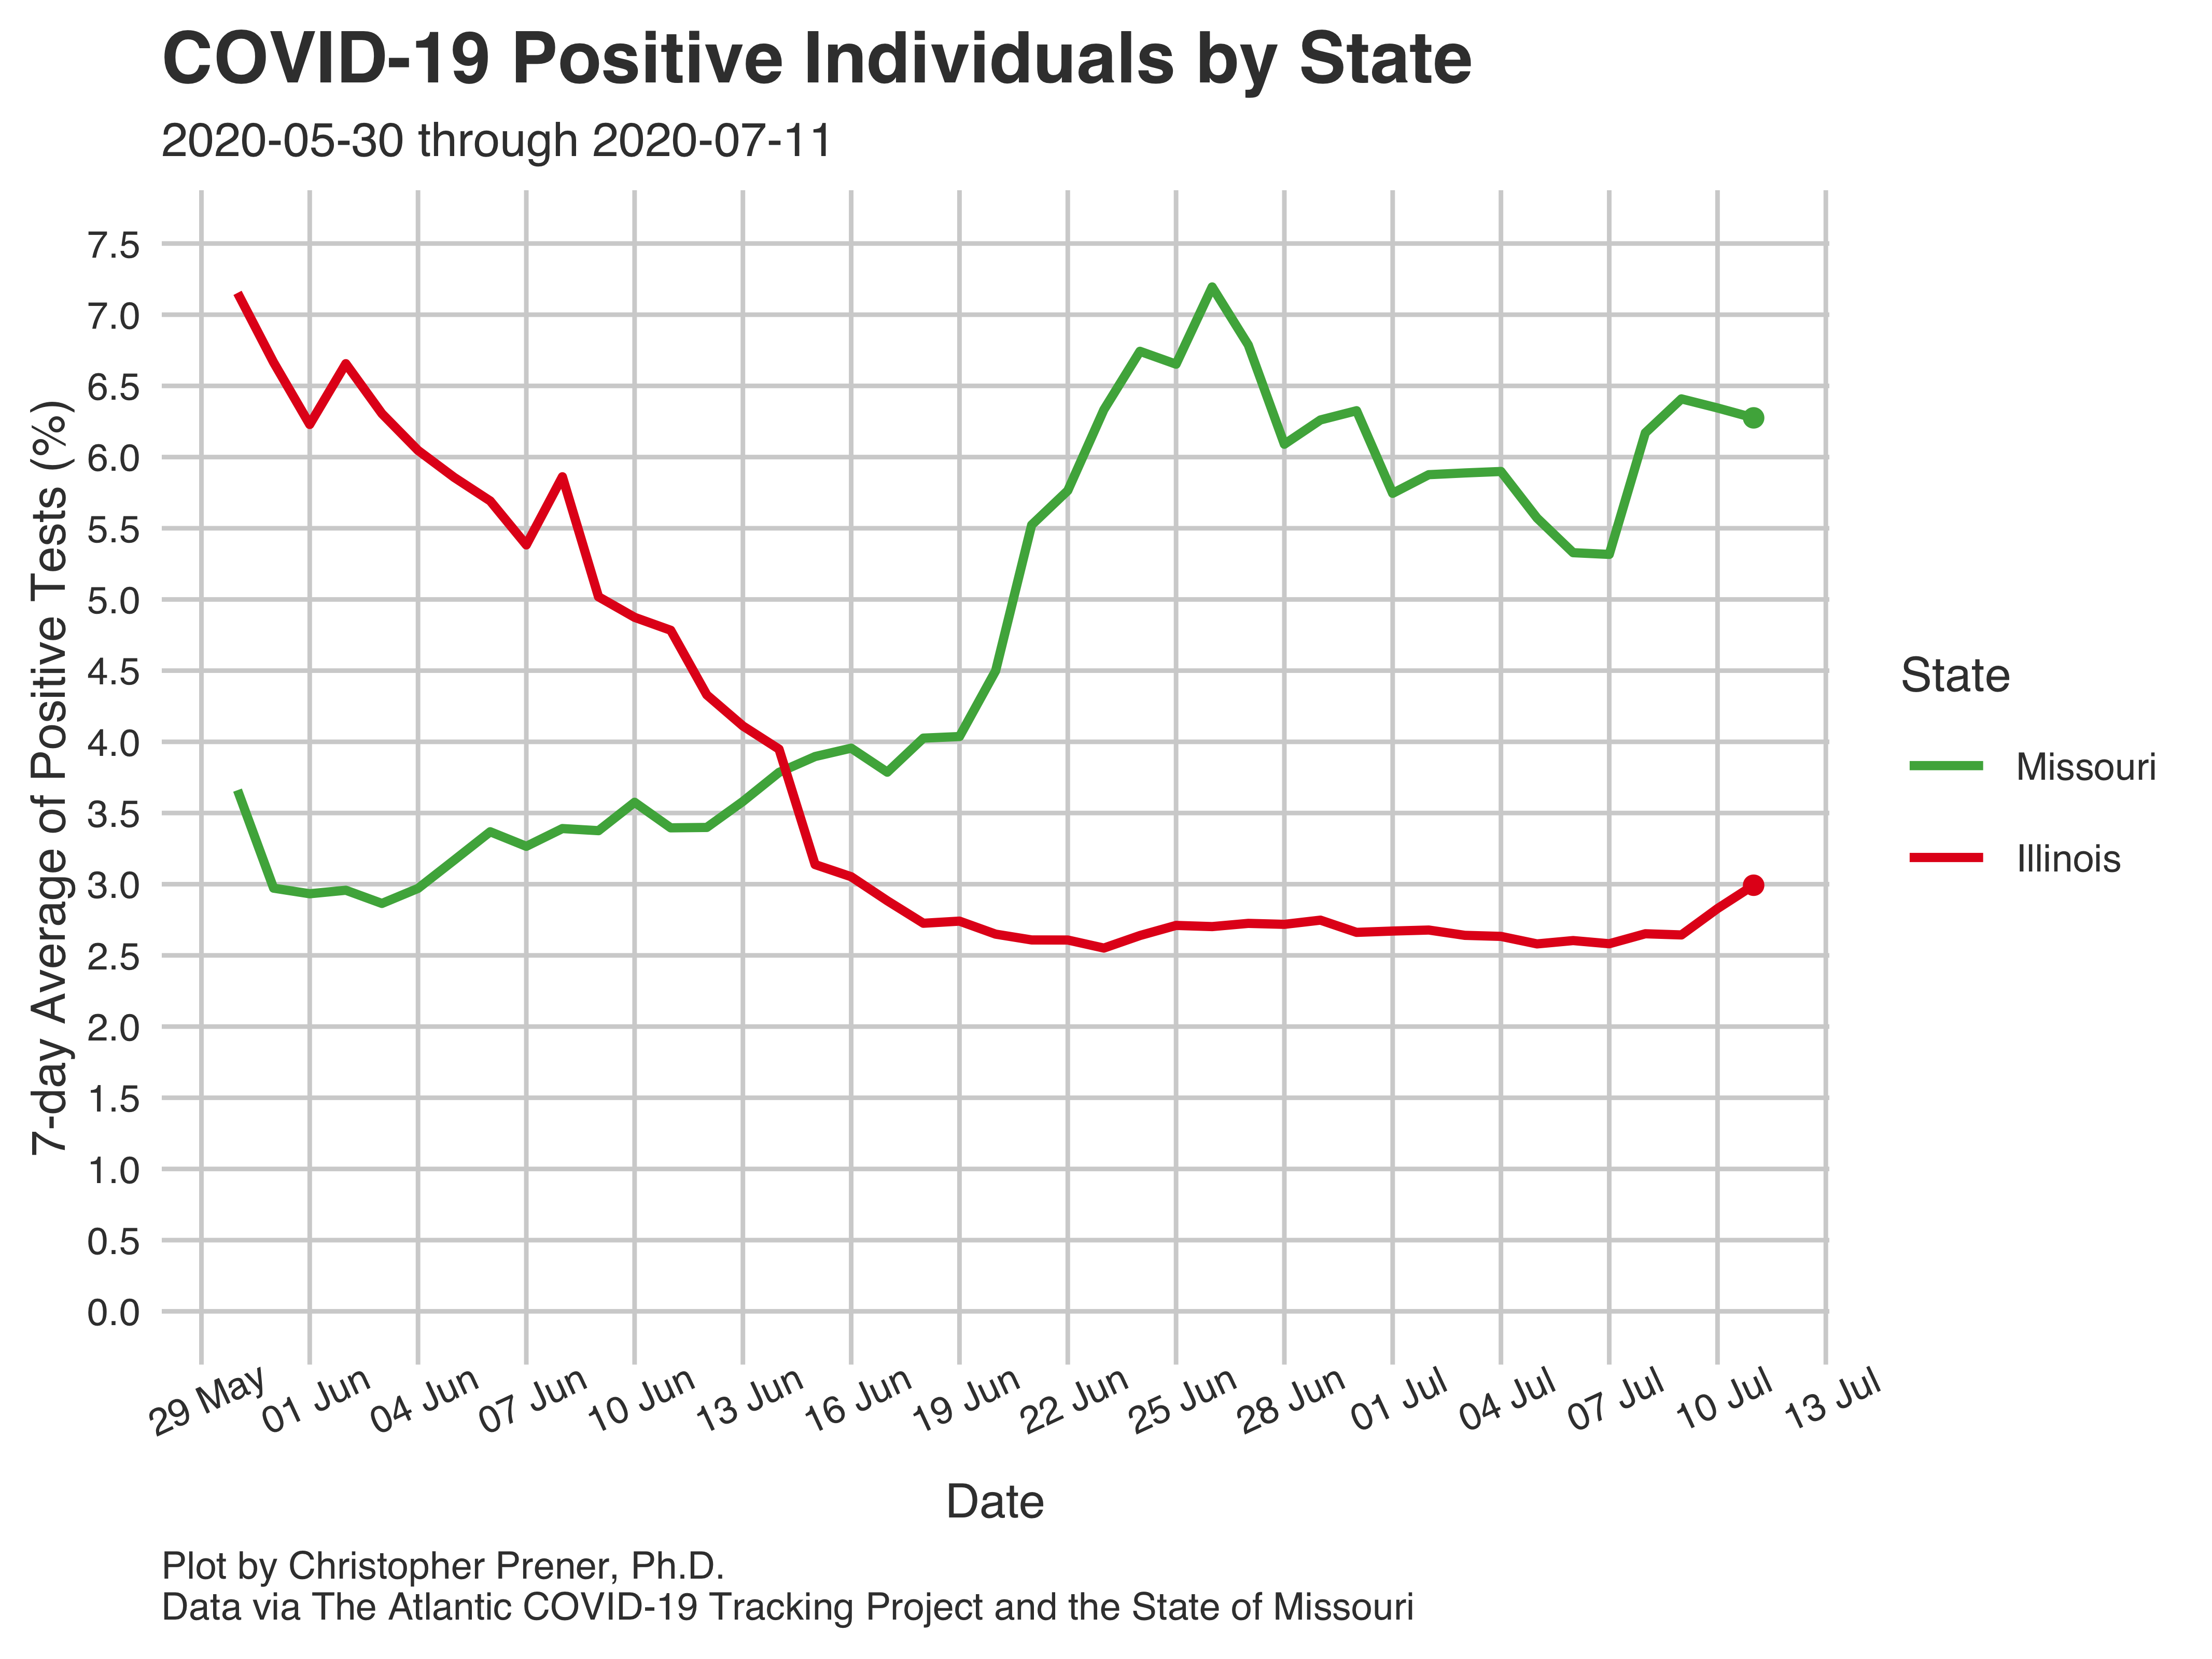 COVID-19 Positive Individuals by State
2020-05-30 through 2020-07-11
7-day Average of Positive Tests (%)
7.5
7.0
6.5
6.0
5.5
5.0
4.5
4.0
3.5
3.0
2.5
2.0
1.5
1.0
0.5
0.0
29 May
01 Jun
04 Jun
07 Jun
10 Jun
13 Jun
16 Jun
19 Jun
22 Jun
25 Jun
28 Jun
01 Jul
04 Jul
07 Jul
10 Jul
13 Jul
Date
State
Missouri
Illinois
Plot by Christopher Prener, Ph.D.
Data via The Atlantic COVID-19 Tracking Project and the State of Missouri